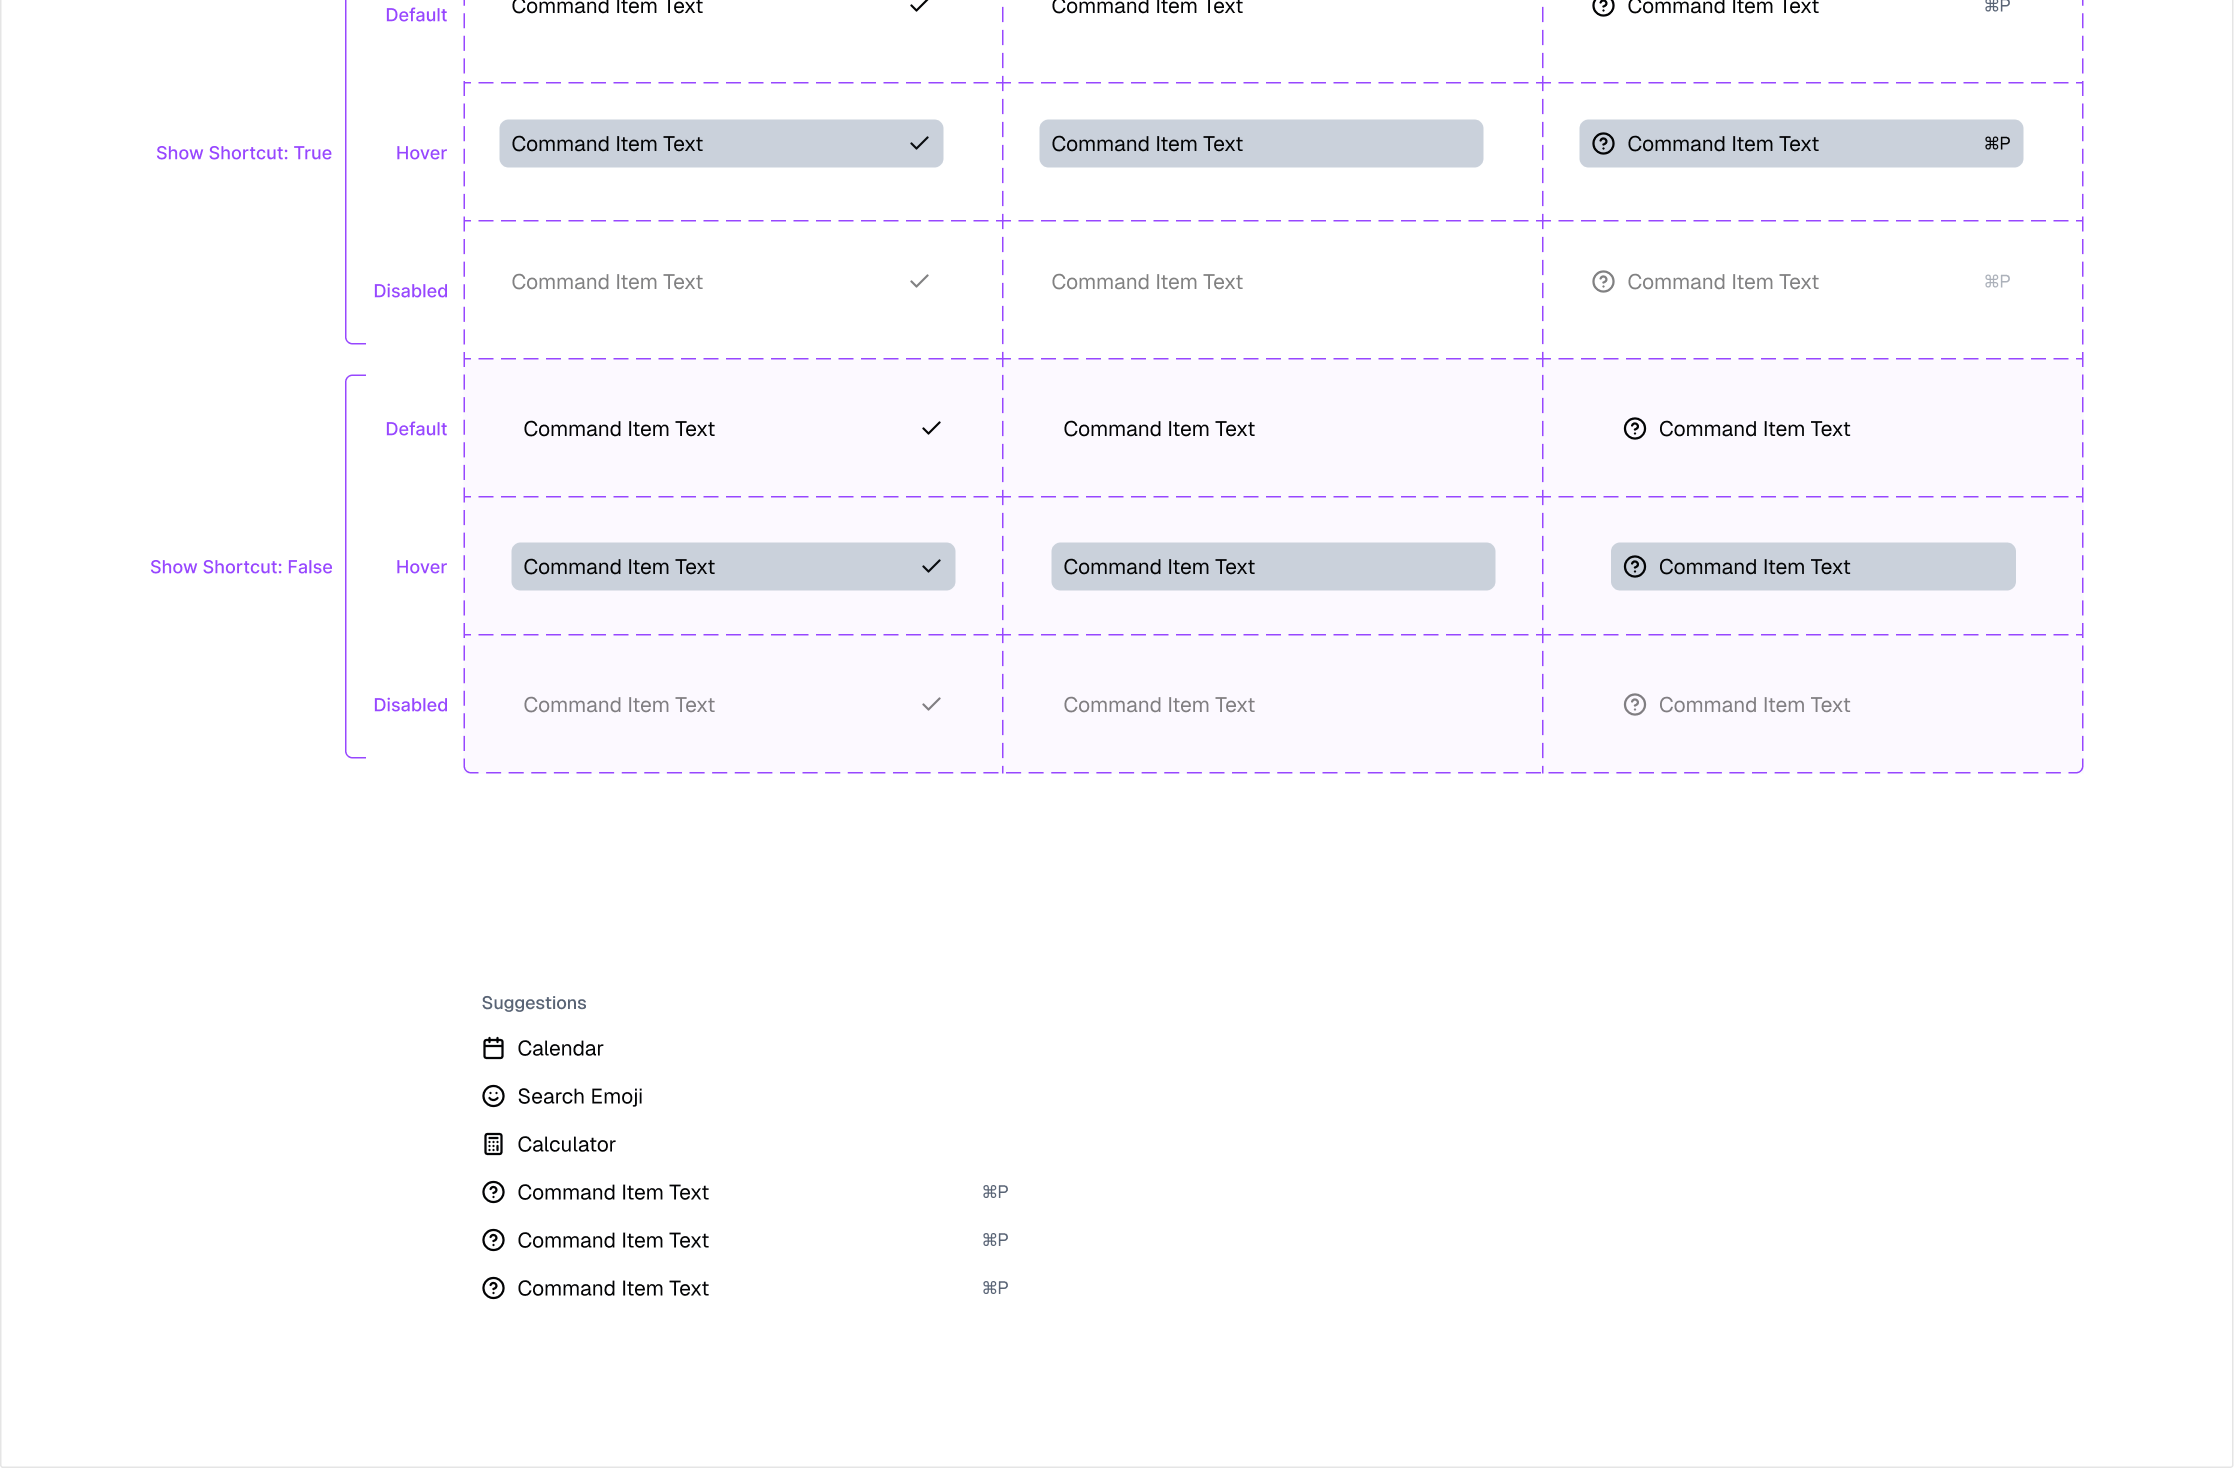 Default Command Item Text Command Item Text Command Item Text ⌘P
Show Shortcut: True Hover Command Item Text Command Item Text Command Item Text ⌘P
Disabled Command Item Text Command Item Text Command Item Text ⌘P
Default Command Item Text Command Item Text Command Item Text
Show Shortcut: False Hover Command Item Text Command Item Text Command Item Text
Disabled Command Item Text Command Item Text Command Item Text
Suggestions
Calendar
Search Emoji
Calculator
Command Item Text ⌘P
Command Item Text ⌘P
Command Item Text ⌘P